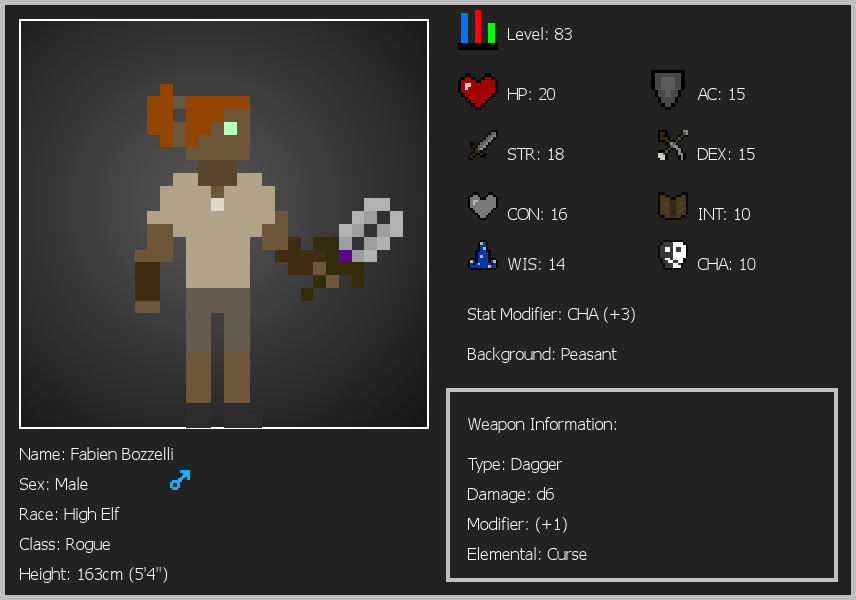 Level: 83
HP: 20
AC: 15
STR: 18
DEX: 15
CON: 16
INT: 10
WIS: 14
CHA: 10
Stat Modifier: CHA (+3)
Background: Peasant
Weapon Information:
Type: Dagger
Damage: d6
Modifier: (+1)
Elemental: Curse
Name: Fabien Bozzelli
Sex: Male
Race: High Elf
Class: Rogue
Height: 163cm (5'4")